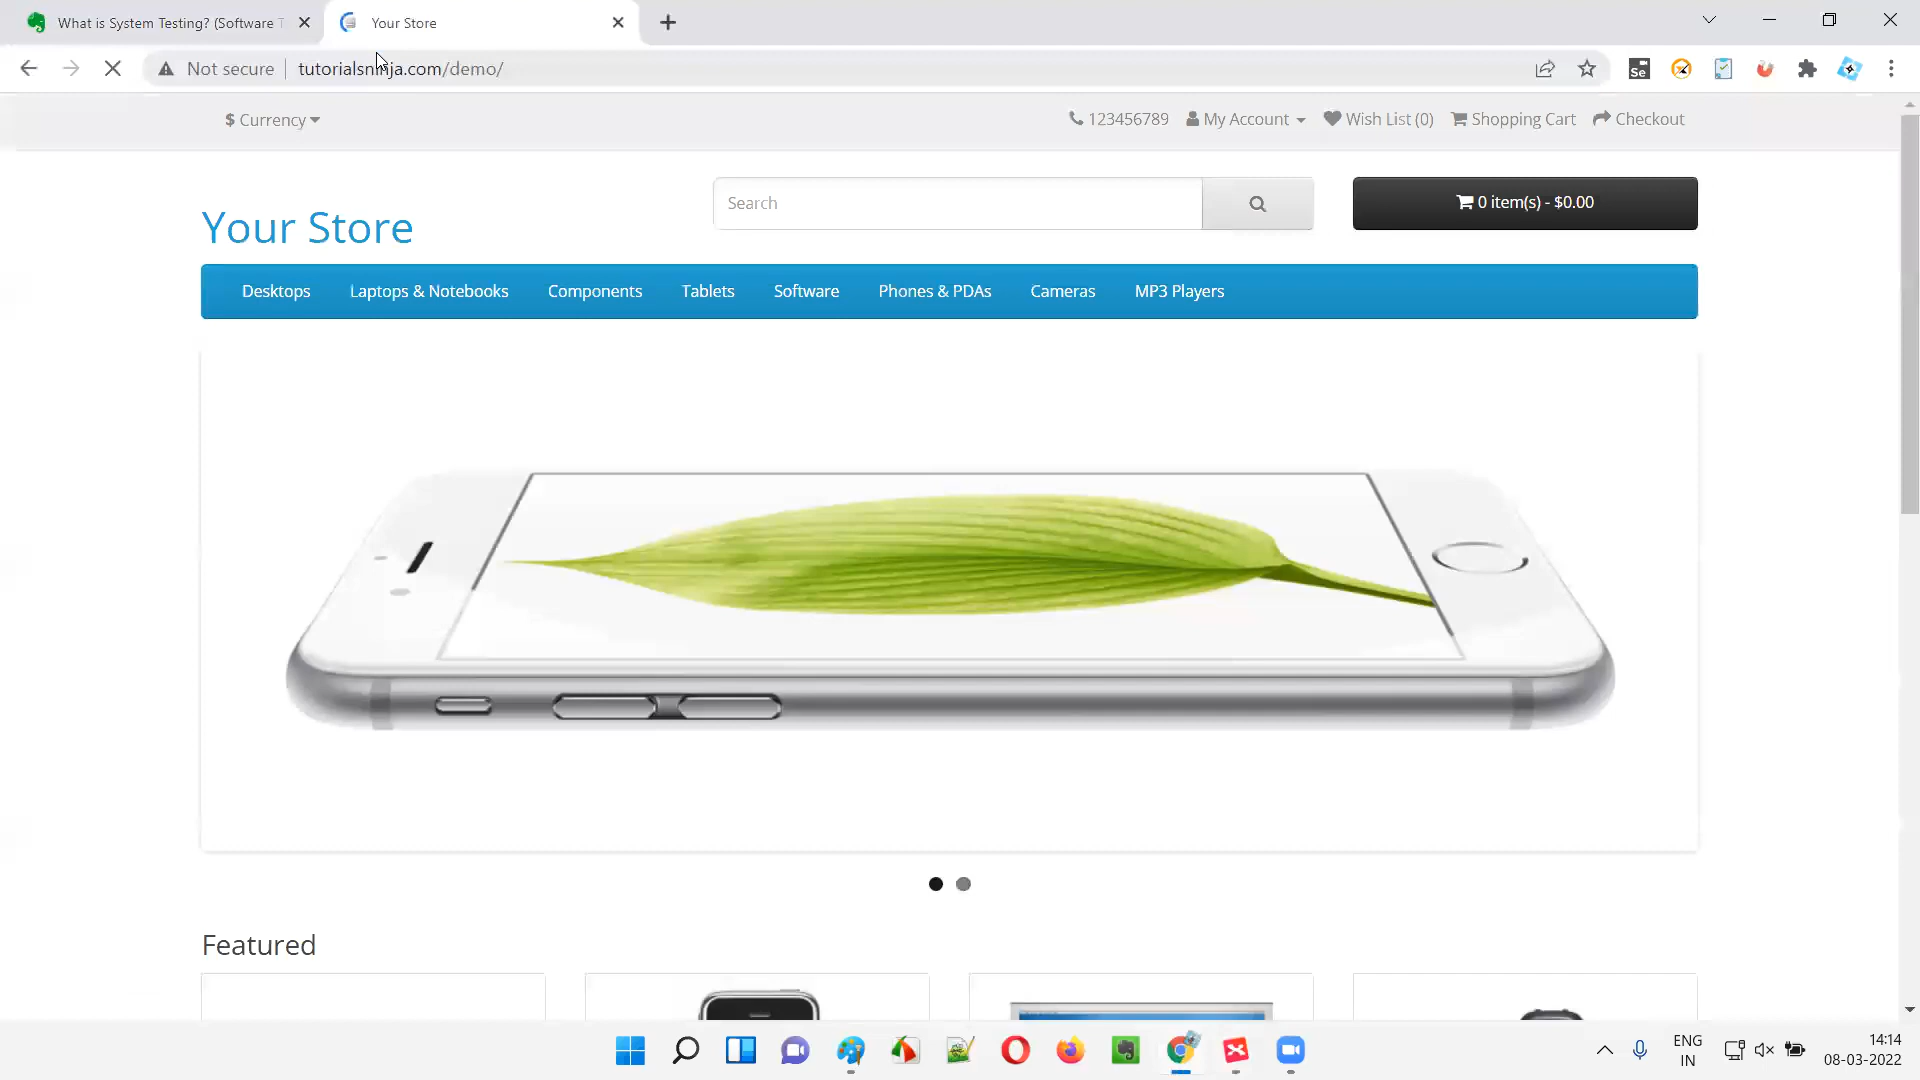 What is System Testing? (Software T
Your Store
Not secure
tutorialsninja.com/demo/
$ Currency
123456789
My Account
Wish List (0)
Shopping Cart
Checkout
Your Store
Search
0 item(s) - $0.00
Desktops
Laptops & Notebooks
Components
Tablets
Software
Phones & PDAs
Cameras
MP3 Players
Featured
ENG
IN
14:14
08-03-2022
Se